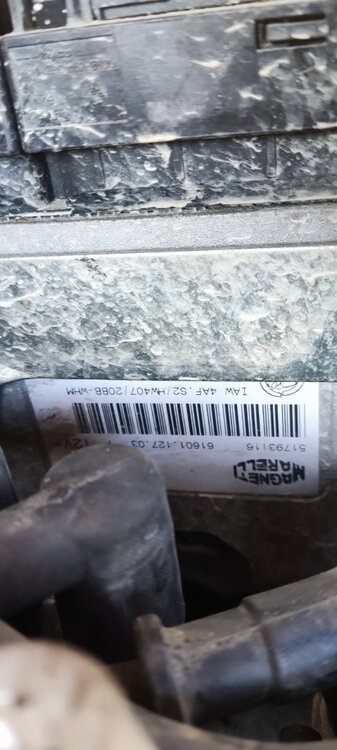 MAGNETI
MARELLI
51793116 61601.127.03 12V=
IAW 4AF.S2/HW407/20BB-WHM